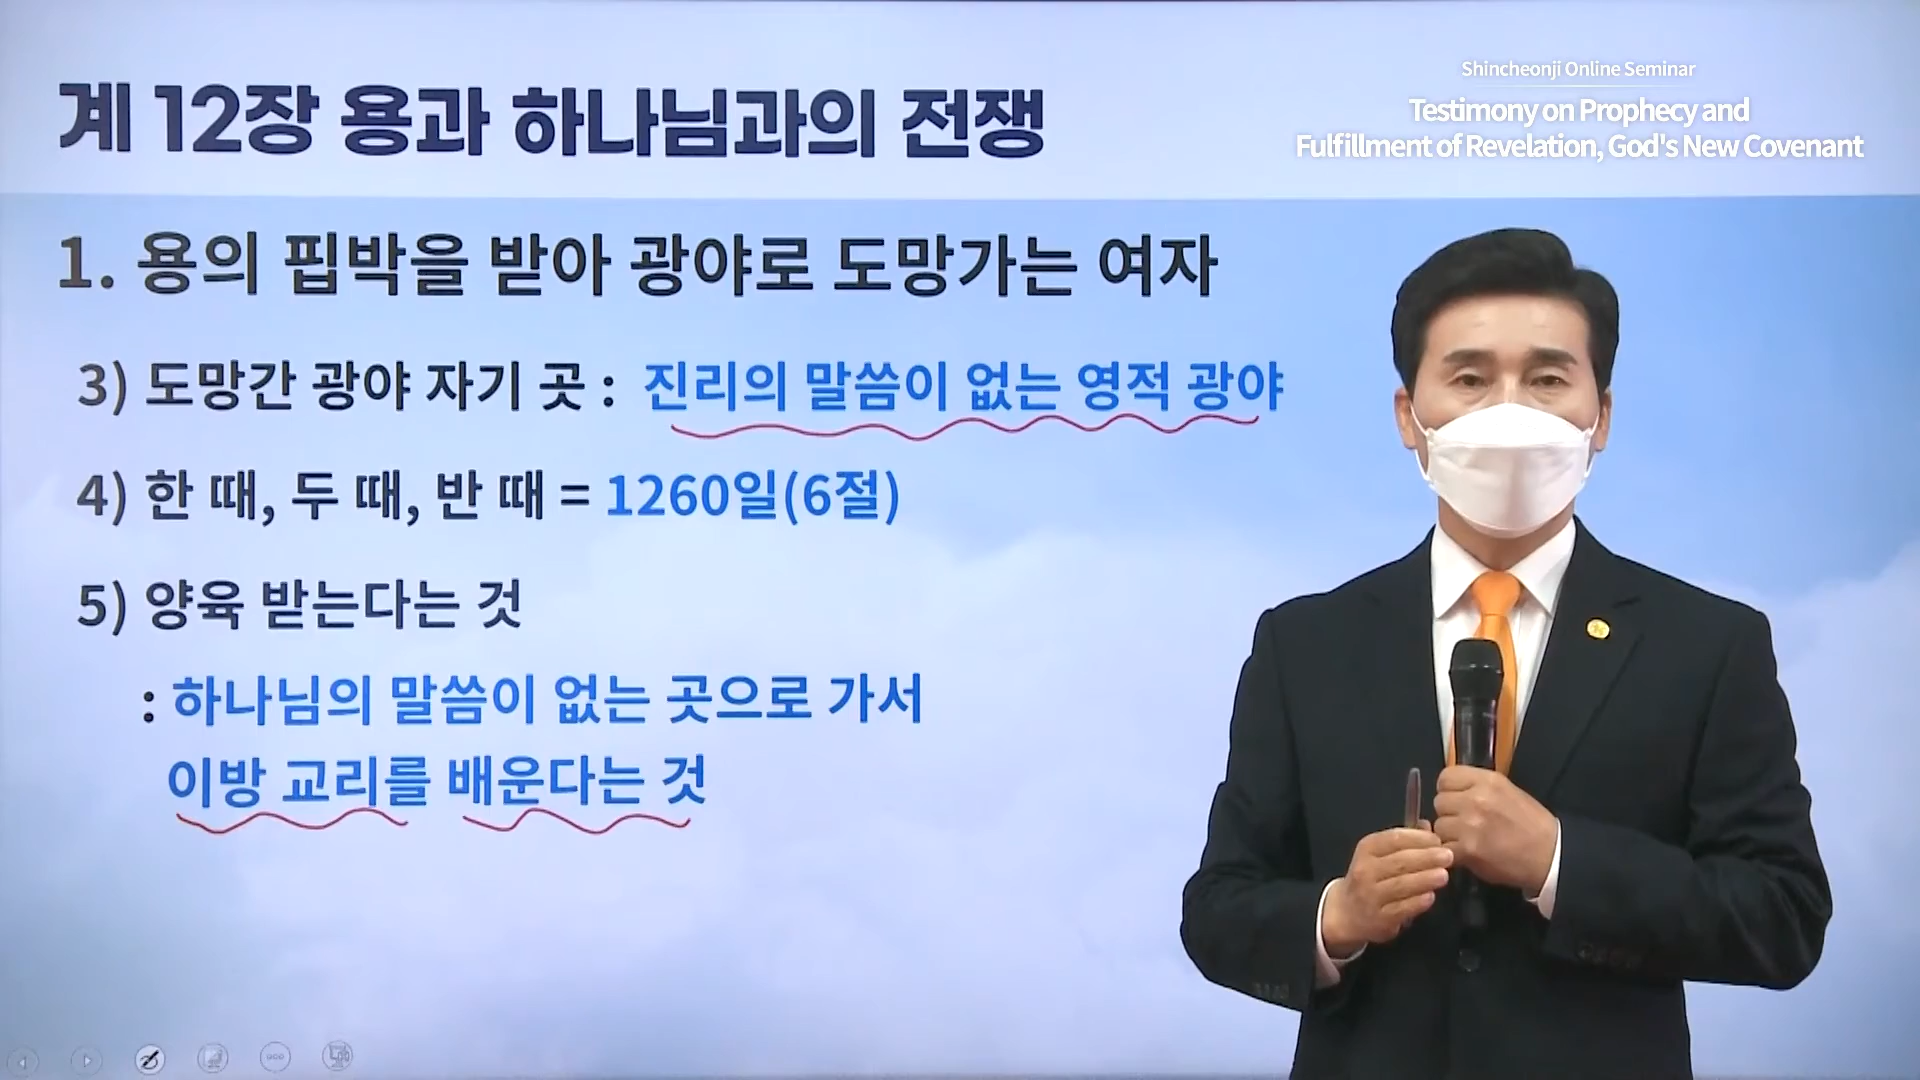 계 12장 용과 하나님과의 전쟁
Shincheonji Online Seminar
Testimony on Prophecy and
Fulfillment of Revelation, God's New Covenant
1. 용의 핍박을 받아 광야로 도망가는 여자
3) 도망간 광야 자기 곳 : 진리의 말씀이 없는 영적 광야
4) 한 때, 두 때, 반 때 = 1260일(6절)
5) 양육 받는다는 것
: 하나님의 말씀이 없는 곳으로 가서
이방 교리를 배운다는 것